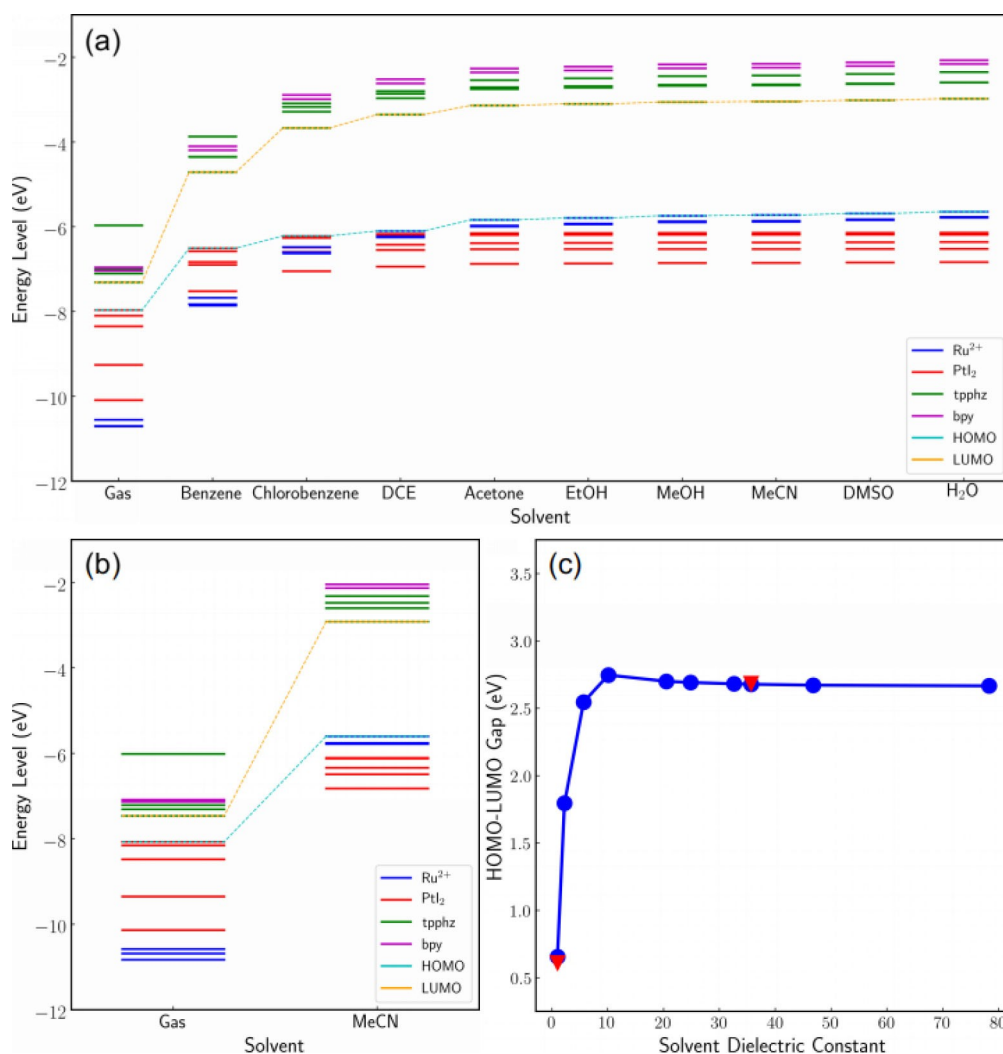 (a)
Energy Level (eV)
−2
−4
−6
−8
−10
−12
Ru²⁺
PtI₂
tpphz
bpy
HOMO
LUMO
Gas Benzene Chlorobenzene DCE Acetone EtOH MeOH MeCN DMSO H₂O
Solvent
(b)
Energy Level (eV)
−2
−4
−6
−8
−10
−12
Ru²⁺
PtI₂
tpphz
bpy
HOMO
LUMO
Gas MeCN
Solvent
(c)
HOMO-LUMO Gap (eV)
3.5
3.0
2.5
2.0
1.5
1.0
0.5
0 10 20 30 40 50 60 70 80
Solvent Dielectric Constant